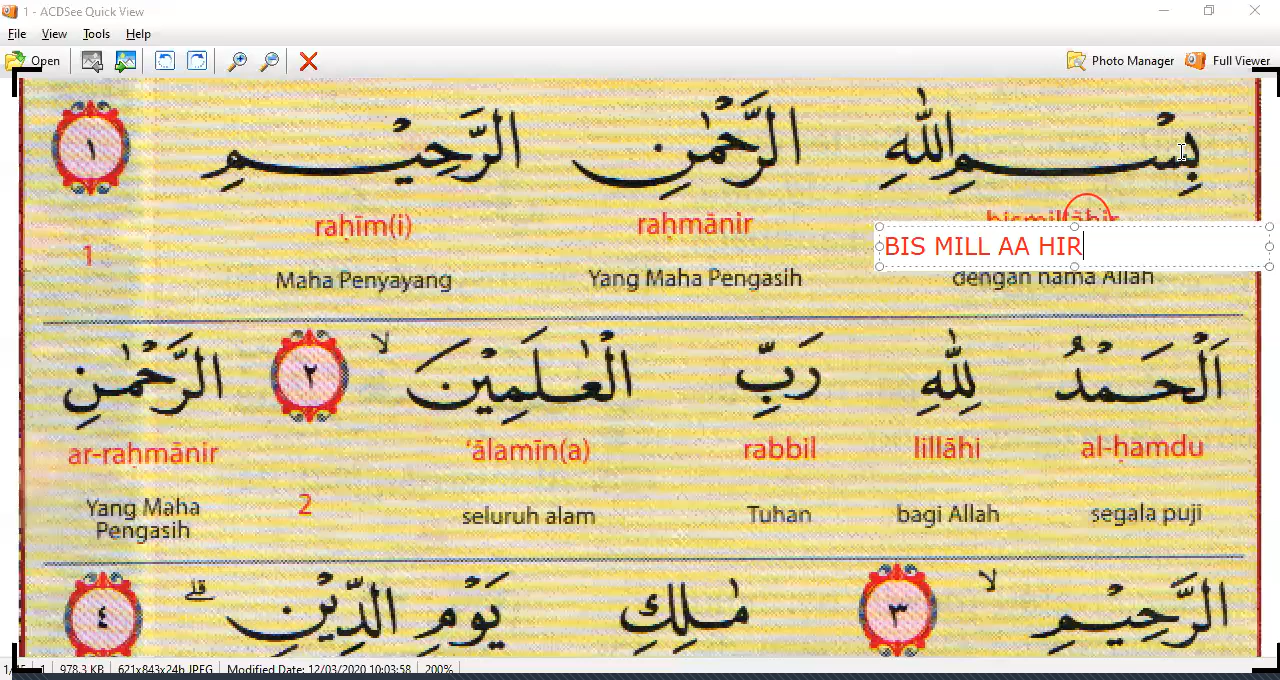 1 - ACDSee Quick View
File View Tools Help
Open Photo Manager Full Viewer
بِسْمِ اللّٰهِ الرَّحْمٰنِ الرَّحِيْمِ ١
bismillāhir raḥmānir raḥīm(i)
BIS MILL AA HIR
1
dengan nama Allah Yang Maha Pengasih Maha Penyayang
اَلْحَمْدُ لِلّٰهِ رَبِّ الْعٰلَمِيْنَۙ ٢ الرَّحْمٰنِ
al-ḥamdu lillāhi rabbil ‘ālamīn(a) ar-raḥmānir
2
segala puji bagi Allah Tuhan seluruh alam Yang Maha
Pengasih
الرَّحِيْمِۙ ٣ مٰلِكِ يَوْمِ الدِّيْنِۗ ٤
1 978.3 KB 621x843x24b JPEG Modified Date: 12/03/2020 10:03:58 200%